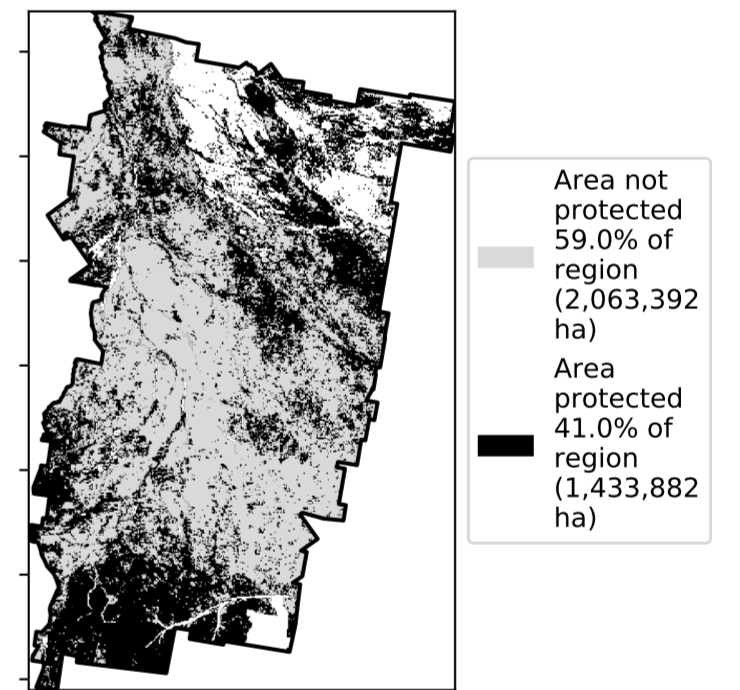 Area not
protected
59.0% of
region
(2,063,392
ha)
Area
protected
41.0% of
region
(1,433,882
ha)